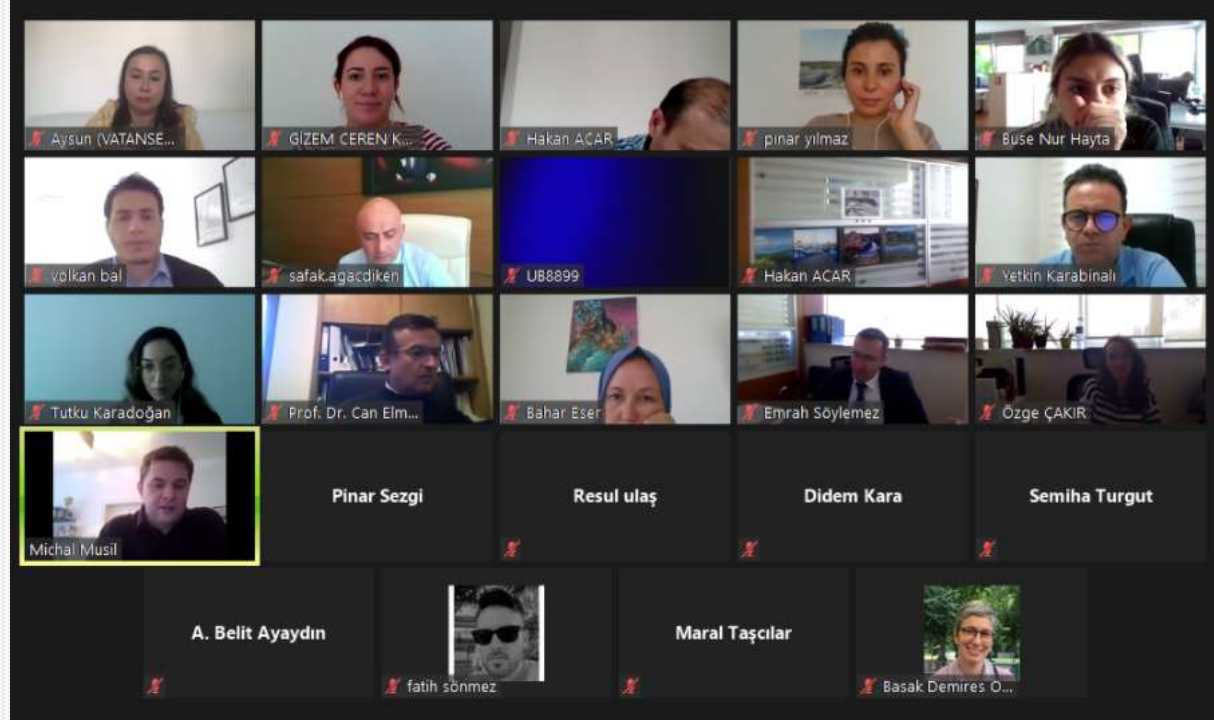 Aysun (VATANSE...
GİZEM CEREN K...
Hakan ACAR
pınar yılmaz
Buse Nur Hayta
volkan bal
safak.agacdiken
UB8899
Hakan ACAR
Yetkin Karabinalı
Tutku Karadoğan
Prof. Dr. Can Elm...
Bahar Eser
Emrah Söylemez
Özge ÇAKIR
Michal Musil
Pinar Sezgi
Resul ulaş
Didem Kara
Semiha Turgut
A. Belit Ayaydın
fatih sönmez
Maral Taşcılar
Basak Demires O...